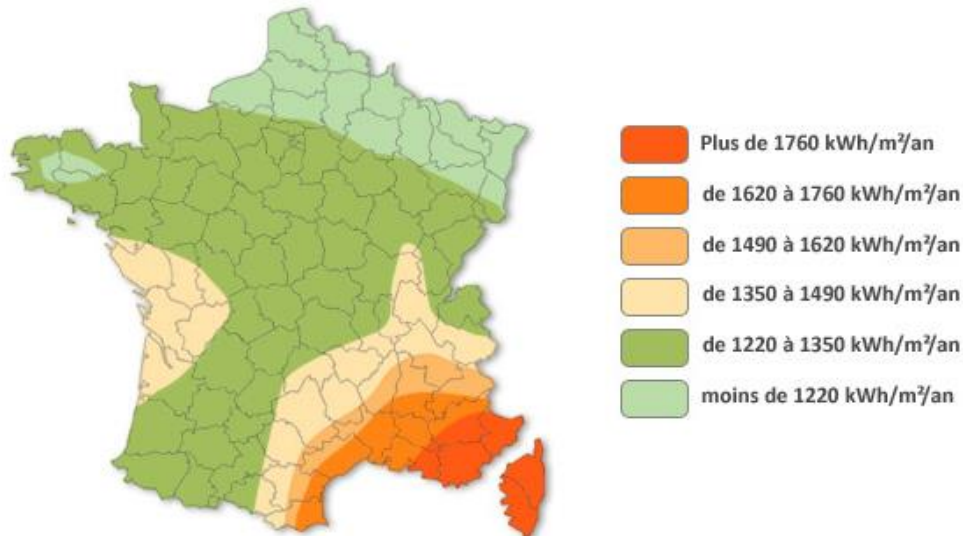 Plus de 1760 kWh/m²/an
de 1620 à 1760 kWh/m²/an
de 1490 à 1620 kWh/m²/an
de 1350 à 1490 kWh/m²/an
de 1220 à 1350 kWh/m²/an
moins de 1220 kWh/m²/an